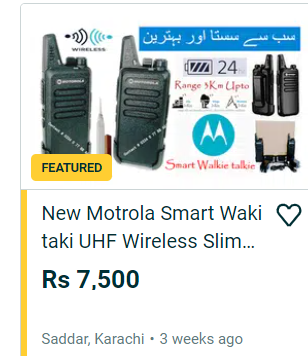 WIRELESS
سب سے سستا اور بہترین
24
Range 3Km Upto
MOTOROLA
Smart Walkie talkie
FEATURED
New Motrola Smart Waki
taki UHF Wireless Slim...
Rs 7,500
Saddar, Karachi • 3 weeks ago